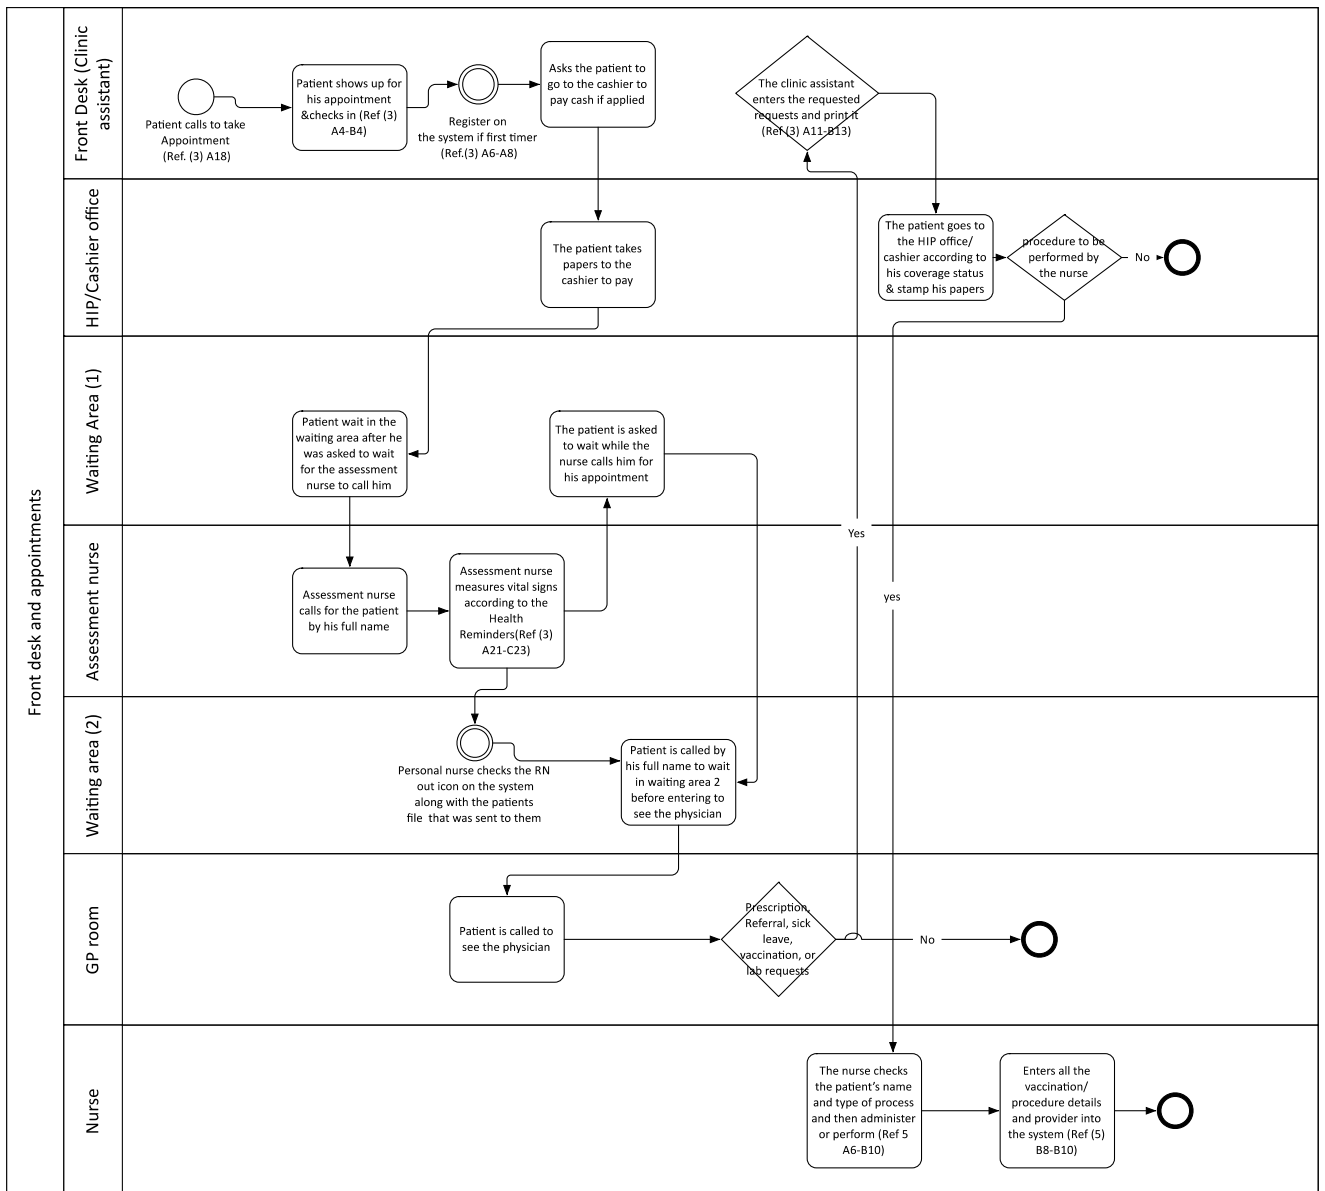 Front desk and appointments
Front Desk (Clinic
assistant)
Patient calls to take
Appointment
(Ref. (3) A18)
Patient shows up for
his appointment
&checks in (Ref (3)
A4-B4)
Register on
the system if first timer
(Ref.(3) A6-A8)
Asks the patient to
go to the cashier to
pay cash if applied
The clinic assistant
enters the requested
requests and print it
(Ref (3) A11-B13)
HIP/Cashier office
The patient takes
papers to the
cashier to pay
The patient goes to
the HIP office/
cashier according to
his coverage status
& stamp his papers
procedure to be
performed by
the nurse
No
Waiting Area (1)
Patient wait in the
waiting area after he
was asked to wait
for the assessment
nurse to call him
The patient is asked
to wait while the
nurse calls him for
his appointment
Yes
Assessment nurse
Assessment nurse
calls for the patient
by his full name
Assessment nurse
measures vital signs
according to the
Health
Reminders(Ref (3)
A21-C23)
yes
Waiting area (2)
Personal nurse checks the RN
out icon on the system
along with the patients
file that was sent to them
Patient is called by
his full name to wait
in waiting area 2
before entering to
see the physician
GP room
Patient is called to
see the physician
Prescription,
Referral, sick
leave,
vaccination, or
lab requests
No
Nurse
The nurse checks
the patient's name
and type of process
and then administer
or perform (Ref 5
A6-B10)
Enters all the
vaccination/
procedure details
and provider into
the system (Ref (5)
B8-B10)